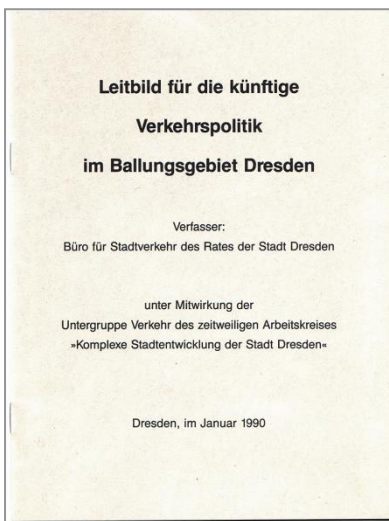 Leitbild für die künftige
Verkehrspolitik
im Ballungsgebiet Dresden
Verfasser:
Büro für Stadtverkehr des Rates der Stadt Dresden
unter Mitwirkung der
Untergruppe Verkehr des zeitweiligen Arbeitskreises
»Komplexe Stadtentwicklung der Stadt Dresden«
Dresden, im Januar 1990